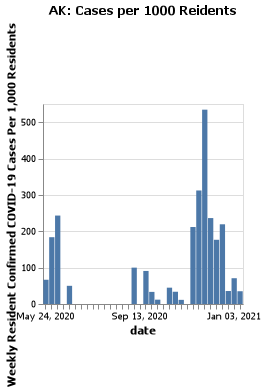 AK: Cases per 1000 Reidents
Weekly Resident Confirmed COVID-19 Cases Per 1,000 Residents
500
400
300
200
100
0
May 24, 2020
Sep 13, 2020
Jan 03, 2021
date